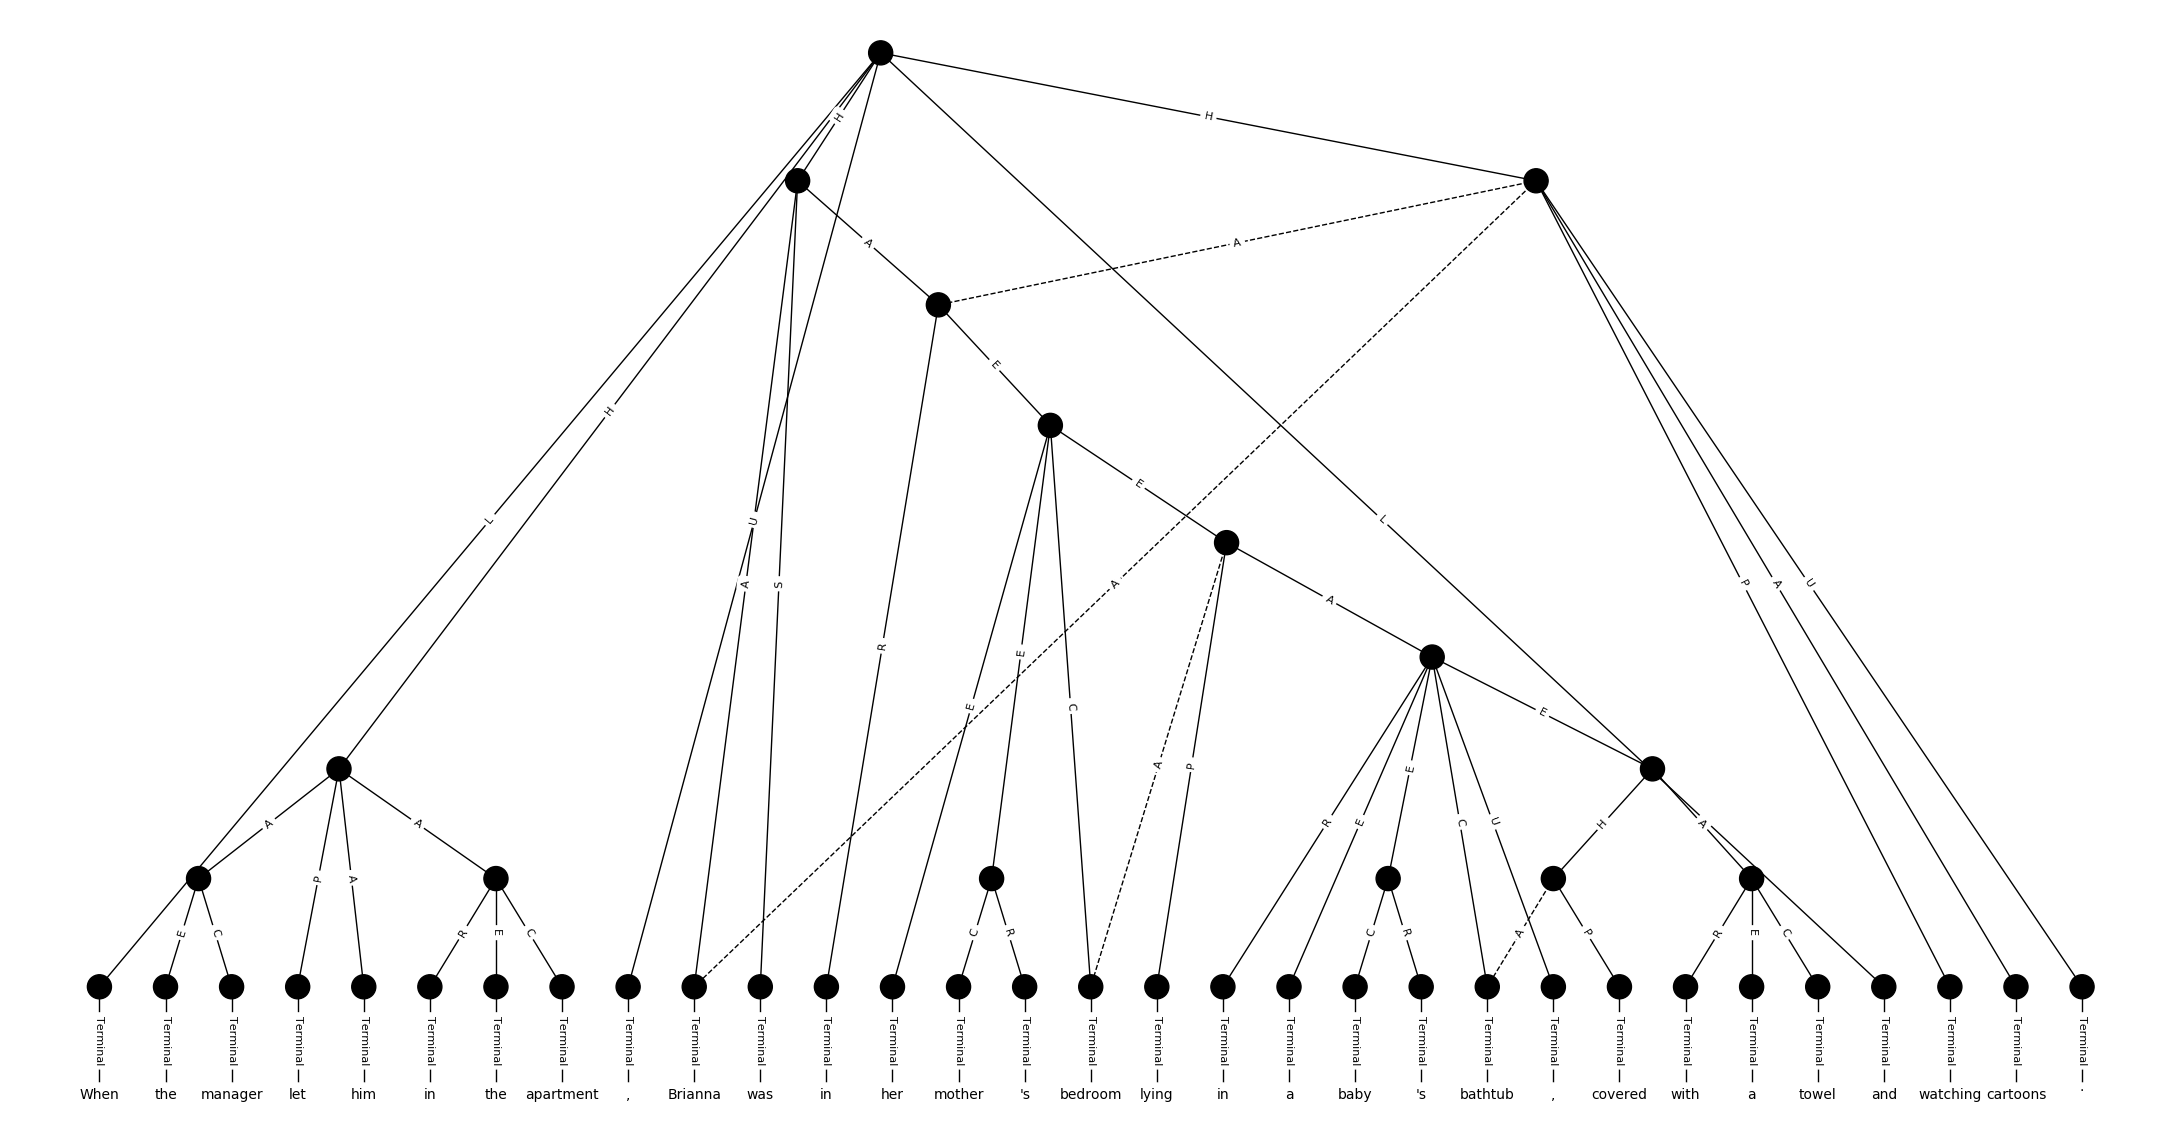 H H
A A
E
H E
L U L
A S A A P A U
A
R E
E C E
A P
A A R E E C U H A
P A
E C R E C C R C R A P R E C
Terminal Terminal Terminal Terminal Terminal Terminal Terminal Terminal Terminal Terminal Terminal Terminal Terminal Terminal Terminal Terminal Terminal Terminal Terminal Terminal Terminal Terminal Terminal Terminal Terminal Terminal Terminal Terminal Terminal Terminal Terminal
When the manager let him in the apartment , Brianna was in her mother 's bedroom lying in a baby 's bathtub , covered with a towel and watching cartoons .